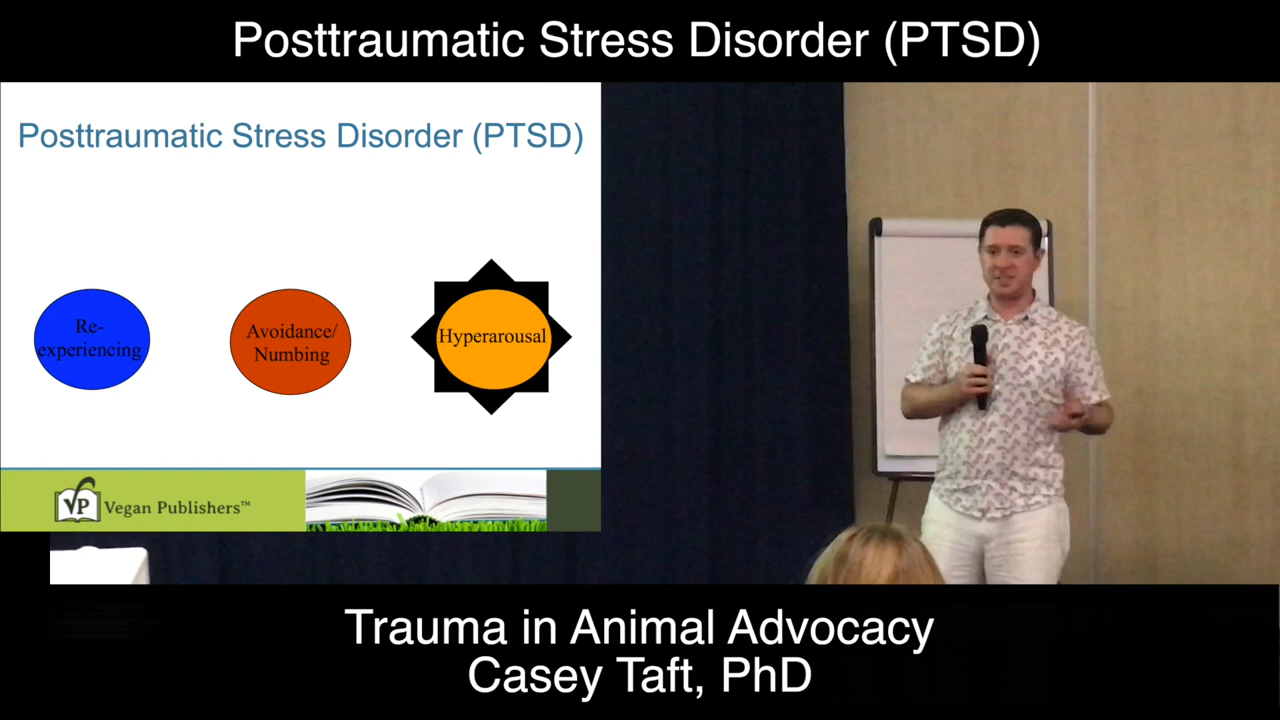 Posttraumatic Stress Disorder (PTSD)
Posttraumatic Stress Disorder (PTSD)
Re-
experiencing
Avoidance/
Numbing
Hyperarousal
VP Vegan Publishers™
Trauma in Animal Advocacy
Casey Taft, PhD